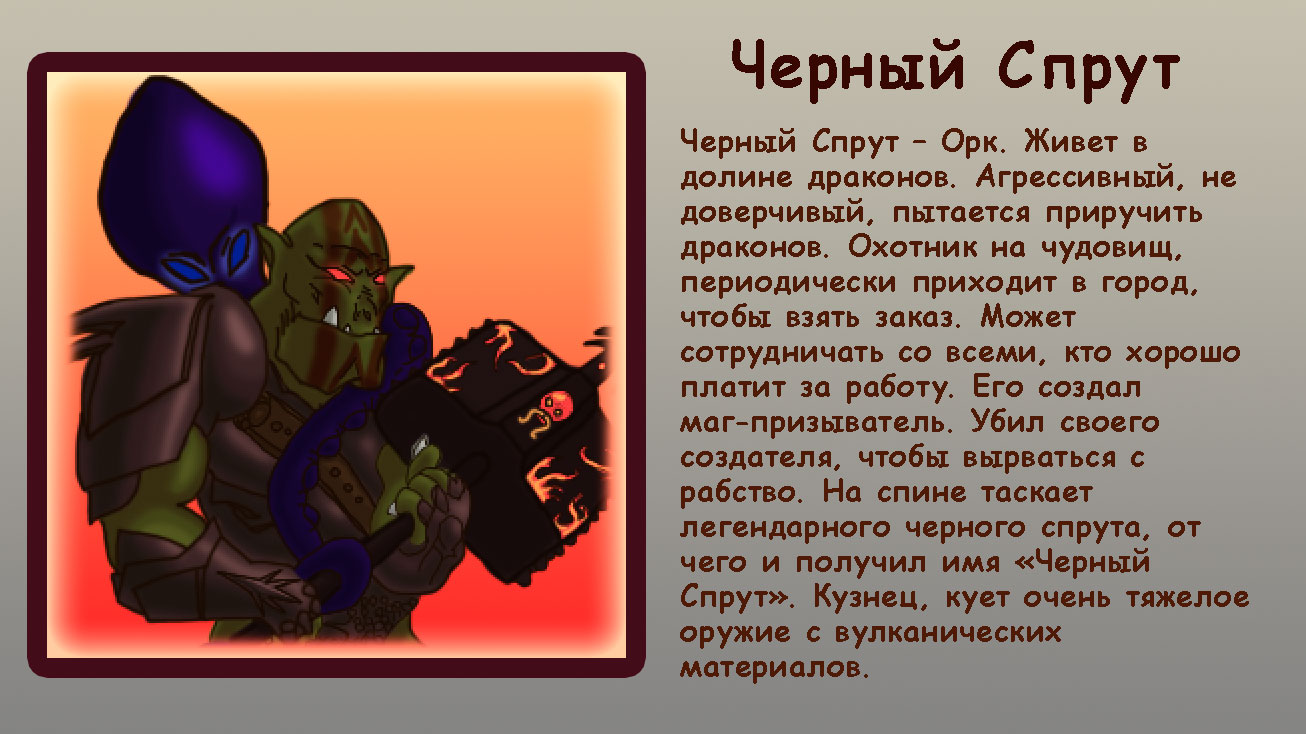 Черный Спрут
Черный Спрут – Орк. Живет в
долине драконов. Агрессивный, не
доверчивый, пытается приручить
драконов. Охотник на чудовищ,
периодически приходит в город,
чтобы взять заказ. Может
сотрудничать со всеми, кто хорошо
платит за работу. Его создал
маг-призыватель. Убил своего
создателя, чтобы вырваться с
рабство. На спине таскает
легендарного черного спрута, от
чего и получил имя «Черный
Спрут». Кузнец, кует очень тяжелое
оружие с вулканических
материалов.